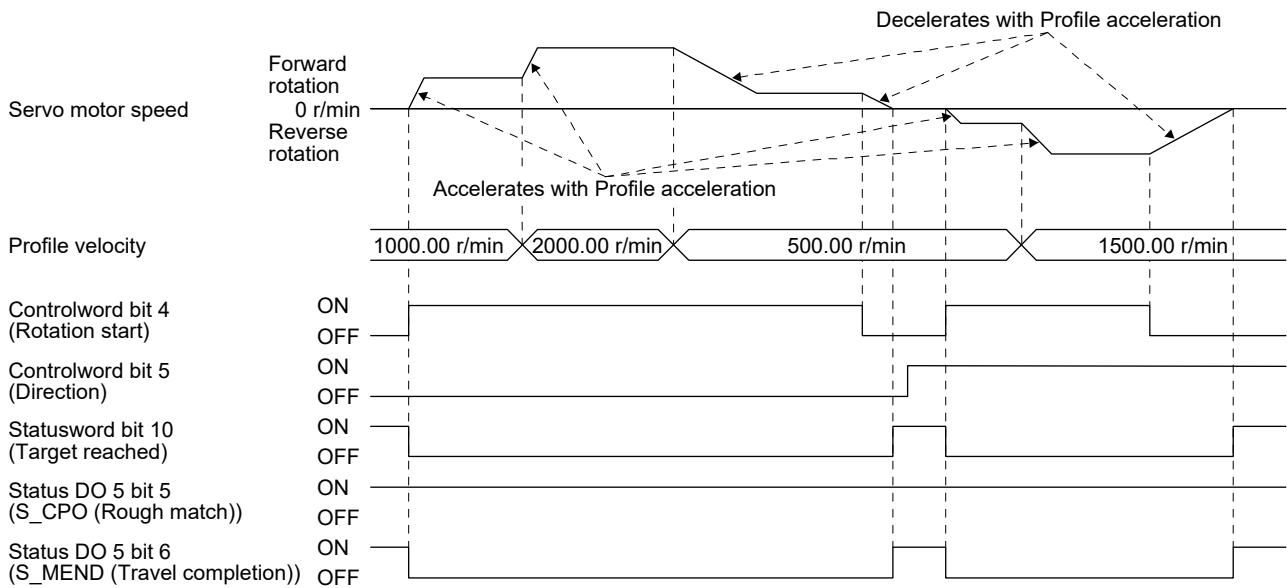 Decelerates with Profile acceleration
Forward
rotation
Servo motor speed
0 r/min
Reverse
rotation
Accelerates with Profile acceleration
Profile velocity
1000.00 r/min
2000.00 r/min
500.00 r/min
1500.00 r/min
Controlword bit 4
(Rotation start)
ON
OFF
Controlword bit 5
(Direction)
ON
OFF
Statusword bit 10
(Target reached)
ON
OFF
Status DO 5 bit 5
(S_CPO (Rough match))
ON
OFF
Status DO 5 bit 6
(S_MEND (Travel completion))
ON
OFF